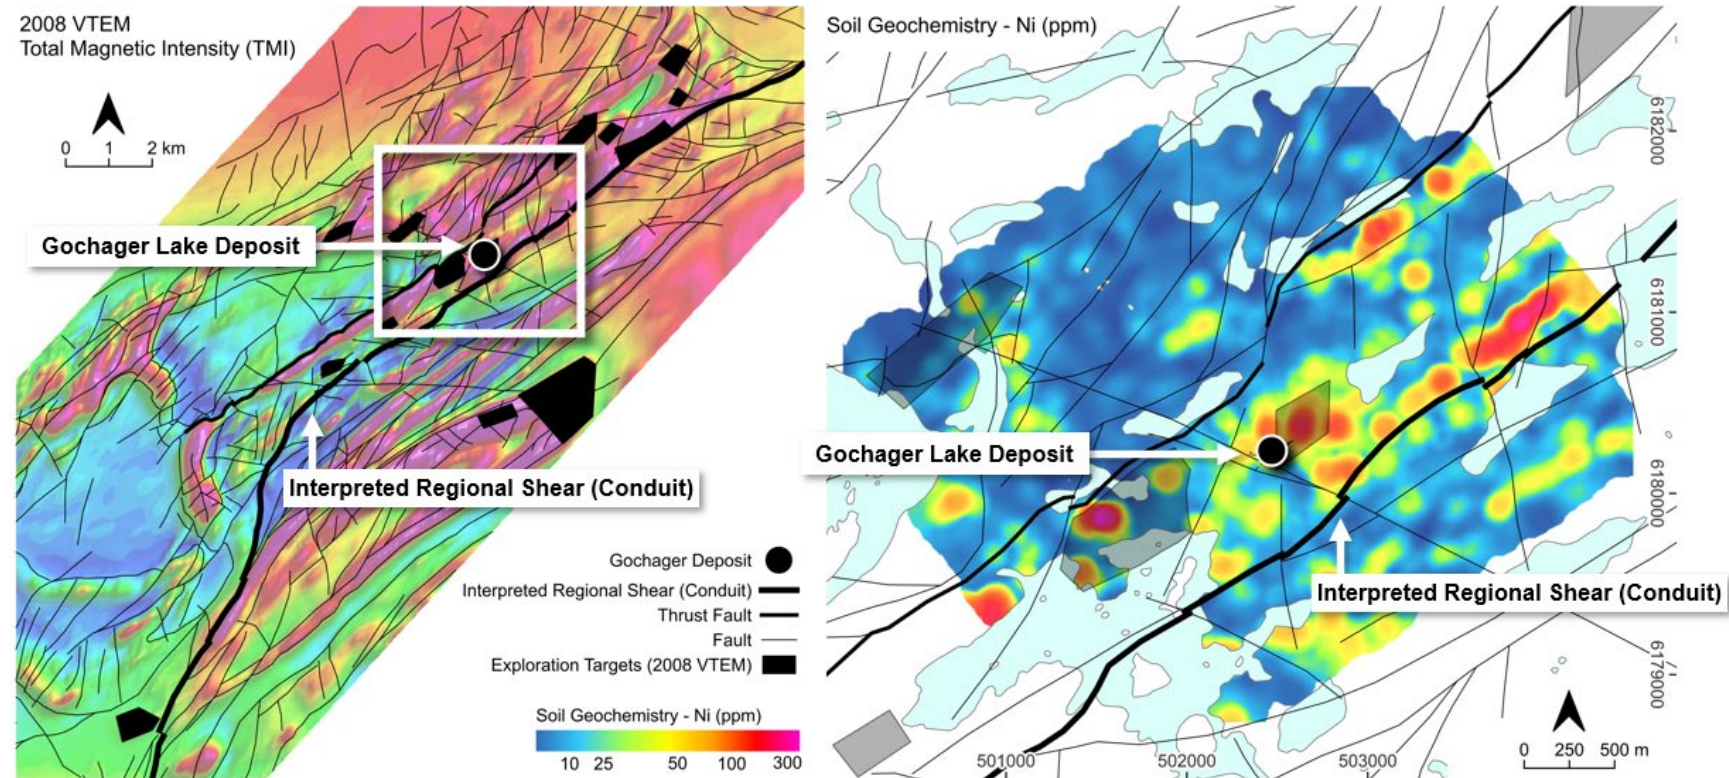 2008 VTEM
Total Magnetic Intensity (TMI)
0 1 2 km
Gochager Lake Deposit
Interpreted Regional Shear (Conduit)
Gochager Deposit
Interpreted Regional Shear (Conduit)
Thrust Fault
Fault
Exploration Targets (2008 VTEM)
Soil Geochemistry - Ni (ppm)
10 25 50 100 300
Soil Geochemistry - Ni (ppm)
6182000
6181000
Gochager Lake Deposit
6180000
Interpreted Regional Shear (Conduit)
6179000
0 250 500 m
501000 502000 503000